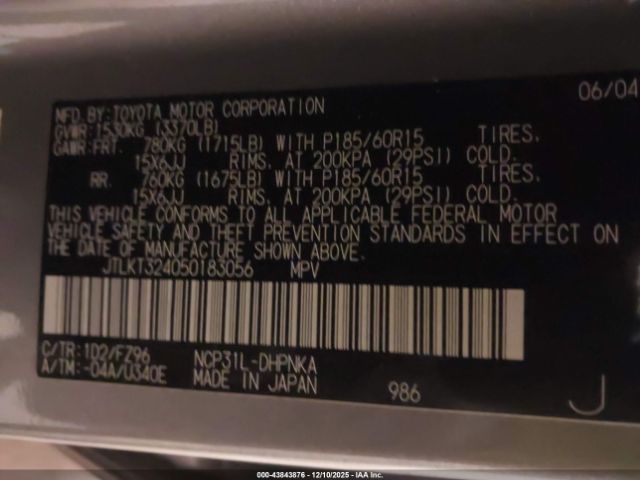 06/04
MFD.BY:TOYOTA MOTOR CORPORATION
GVWR:1530KG (3370LB)
GAWR:FRT. 780KG (1715LB) WITH P185/60R15 TIRES,
15X6JJ RIMS, AT 200KPA (29PSI) COLD.
RR. 760KG (1675LB) WITH P185/60R15 TIRES,
15X6JJ RIMS, AT 200KPA (29PSI) COLD.
THIS VEHICLE CONFORMS TO ALL APPLICABLE FEDERAL MOTOR
VEHICLE SAFETY AND THEFT PREVENTION STANDARDS IN EFFECT ON
THE DATE OF MANUFACTURE SHOWN ABOVE.
JTLKT324050183056 MPV
C/TR:1D2/FZ96 NCP31L-DHPNKA
A/TM:-04A/U340E MADE IN JAPAN
986
J
000-43843876 - 12/10/2025 - IAA Inc.